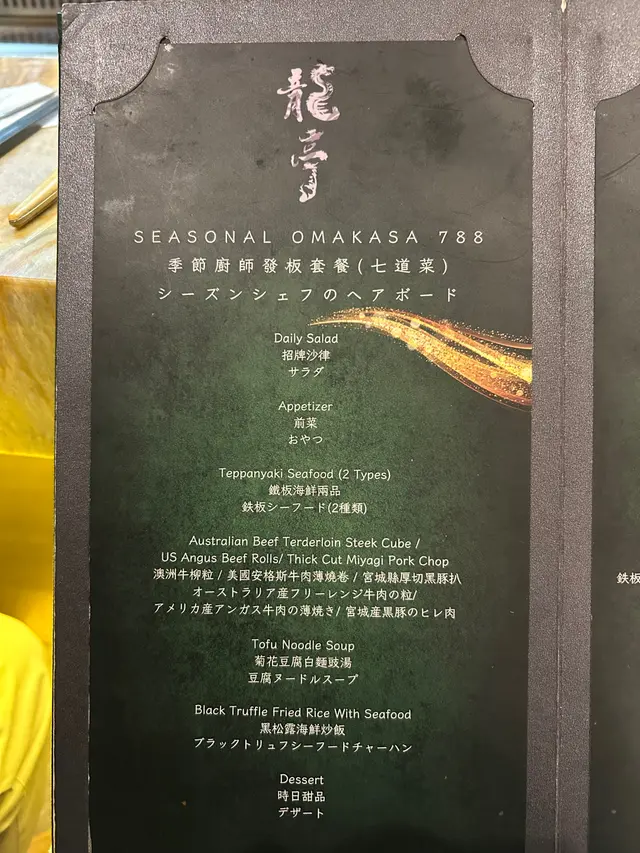 龍亭
SEASONAL OMAKASA 788
季節廚師發板套餐(七道菜)
シーズンシェフのヘアボード
Daily Salad
招牌沙律
サラダ
Appetizer
前菜
おやつ
Teppanyaki Seafood (2 Types)
鐵板海鮮兩品
鉄板シーフード(2種類)
Australian Beef Terderloin Steek Cube /
US Angus Beef Rolls/ Thick Cut Miyagi Pork Chop
澳洲牛柳粒 / 美國安格斯牛肉薄燒卷 / 宮城縣厚切黑豚扒
オーストラリア産フリーレンジ牛肉の粒/
アメリカ産アンガス牛肉の薄焼き/ 宮城産黒豚のヒレ肉
Tofu Noodle Soup
菊花豆腐白麵豉湯
豆腐ヌードルスープ
Black Truffle Fried Rice With Seafood
黑松露海鮮炒飯
ブラックトリュフシーフードチャーハン
Dessert
時日甜品
デザート
鉄板